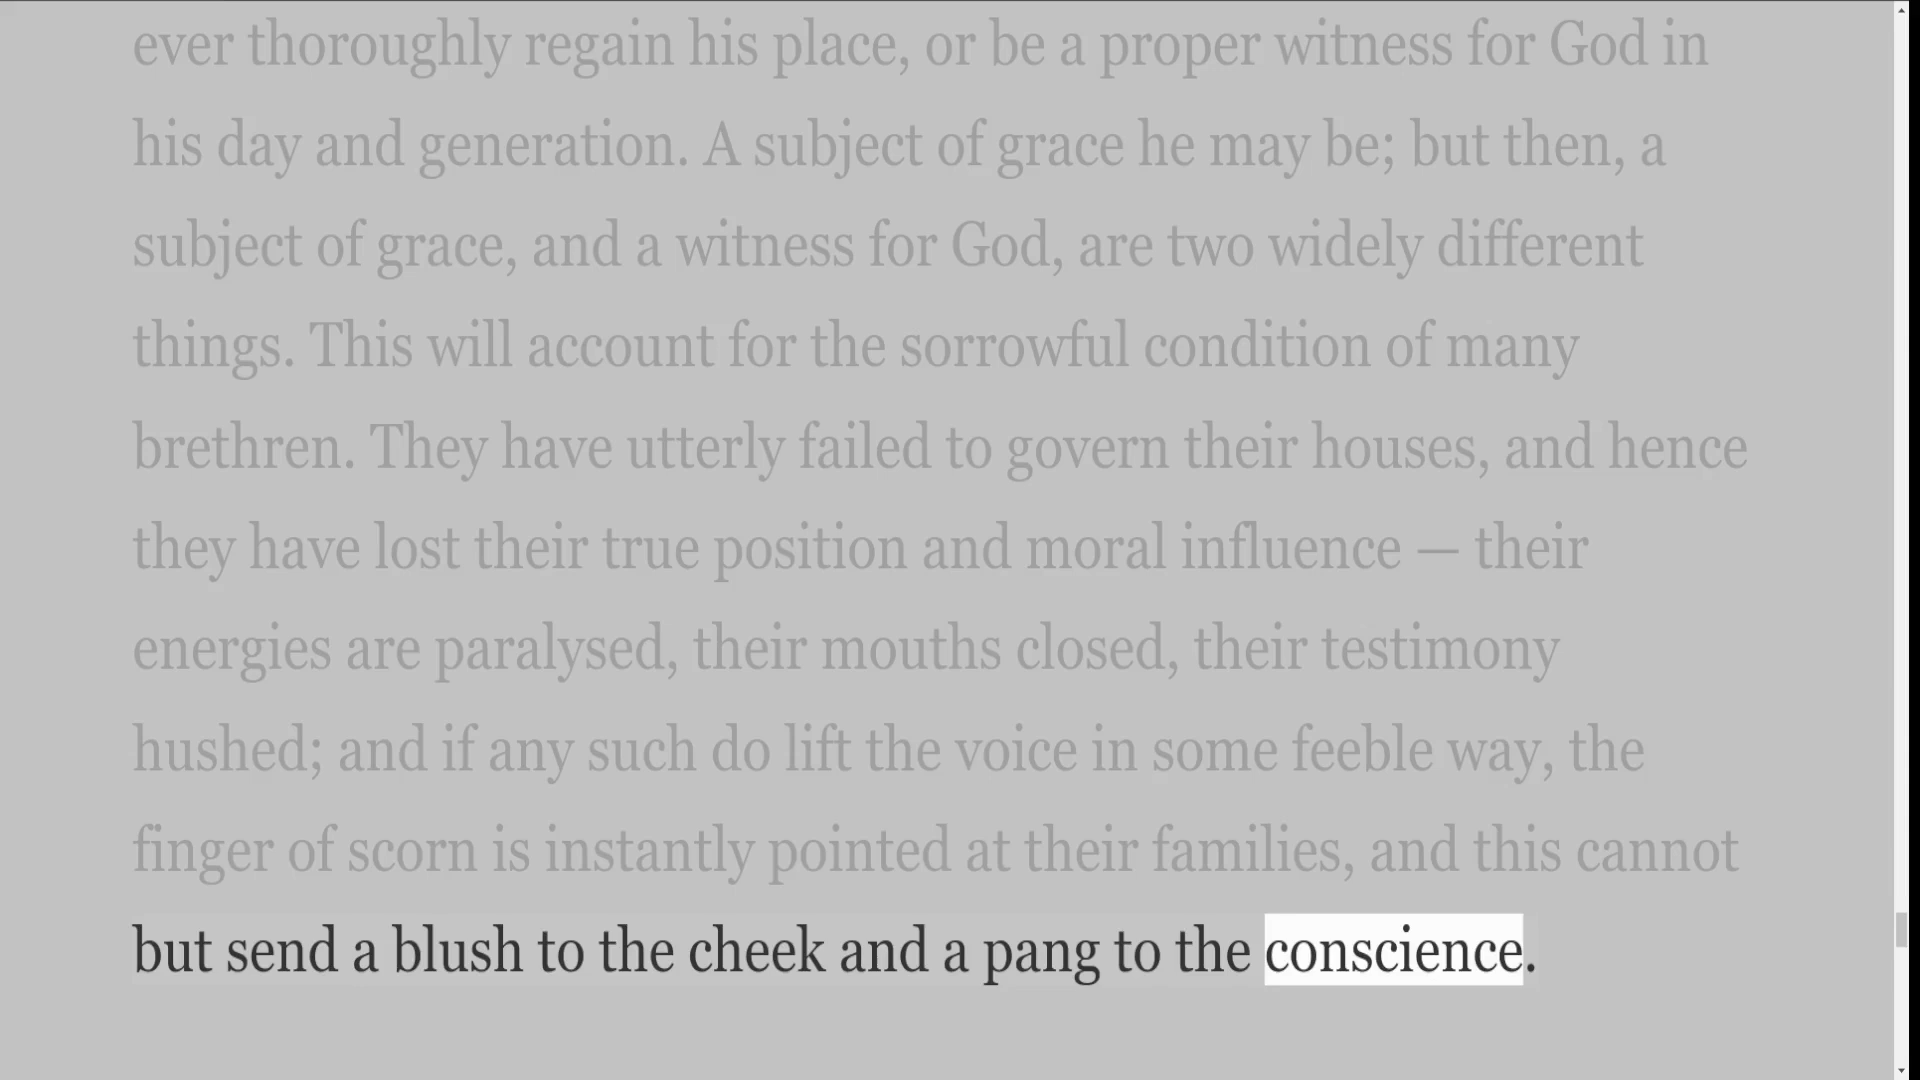 ever thoroughly regain his place, or be a proper witness for God in
his day and generation. A subject of grace he may be; but then, a
subject of grace, and a witness for God, are two widely different
things. This will account for the sorrowful condition of many
brethren. They have utterly failed to govern their houses, and hence
they have lost their true position and moral influence — their
energies are paralysed, their mouths closed, their testimony
hushed; and if any such do lift the voice in some feeble way, the
finger of scorn is instantly pointed at their families, and this cannot
but send a blush to the cheek and a pang to the conscience.